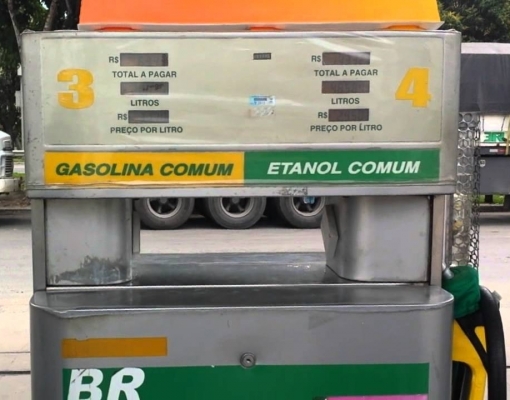 3
R$
TOTAL A PAGAR
LITROS
R$
PREÇO POR LITRO
R$
TOTAL A PAGAR
LITROS
R$
PREÇO POR LITRO
4
GASOLINA COMUM
ETANOL COMUM
BR